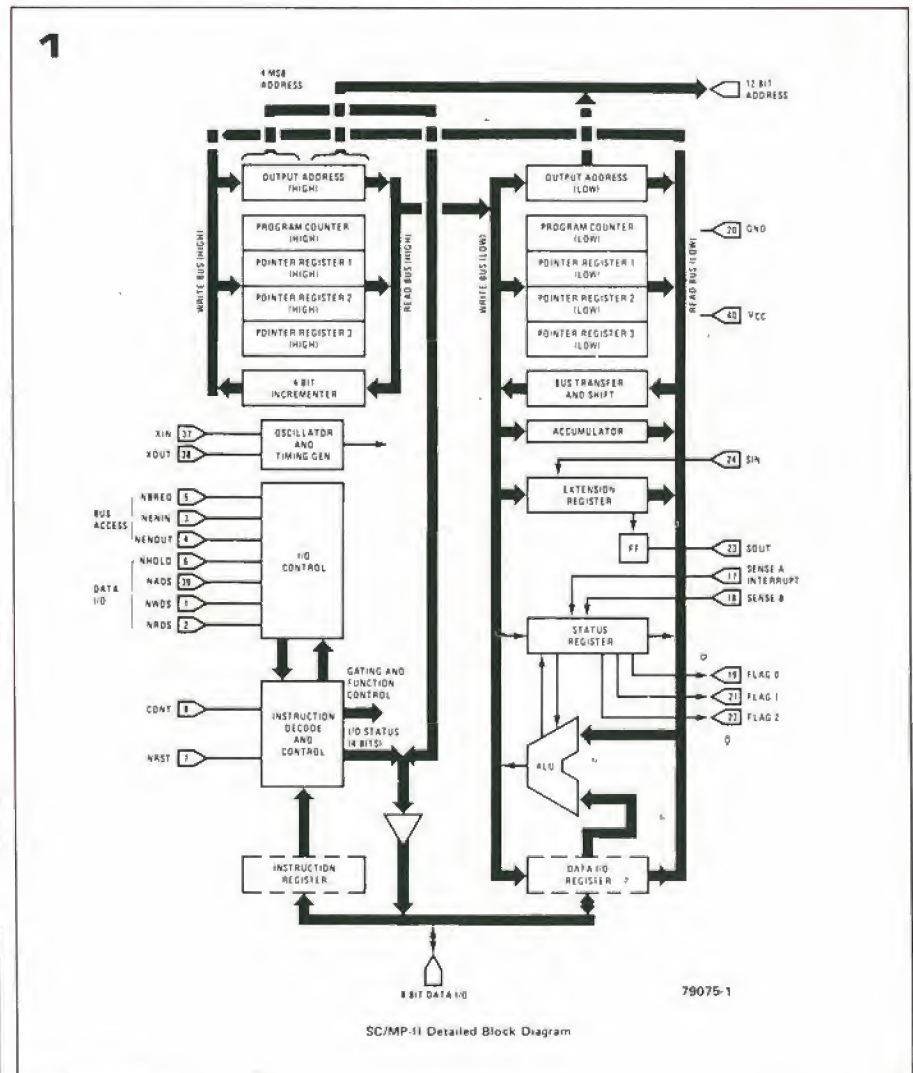 1
4 MSB
ADDRESS
12 BIT
ADDRESS
OUTPUT ADDRESS
(HIGH)
OUTPUT ADDRESS
(LOW)
PROGRAM COUNTER
(HIGH)
POINTER REGISTER 1
(HIGH)
POINTER REGISTER 2
(HIGH)
POINTER REGISTER 3
(HIGH)
WRITE BUS (HIGH)
READ BUS (HIGH)
WRITE BUS (LOW)
PROGRAM COUNTER
(LOW)
POINTER REGISTER 1
(LOW)
POINTER REGISTER 2
(LOW)
POINTER REGISTER 3
(LOW)
READ BUS (LOW)
20 GND
40 VCC
4 BIT
INCREMENTER
BUS TRANSFER
AND SHIFT
XIN 37
XOUT 38
OSCILLATOR
AND
TIMING GEN
ACCUMULATOR
24 SIN
EXTENSION
REGISTER
BUS
ACCESS
NBREQ 5
NENIN 3
NENOUT 4
DATA
I/O
NHOLD 6
NADS 39
NWDS 1
NRDS 2
I/O
CONTROL
FF
23 SOUT
17 SENSE A
INTERRUPT
18 SENSE B
STATUS
REGISTER
19 FLAG 0
21 FLAG 1
22 FLAG 2
GATING AND
FUNCTION
CONTROL
CONT 8
NRST 7
INSTRUCTION
DECODE
AND
CONTROL
I/O STATUS
(4 BITS)
ALU
INSTRUCTION
REGISTER
DATA I/O
REGISTER
8 BIT DATA I/O
79075-1
SC/MP-II Detailed Block Diagram